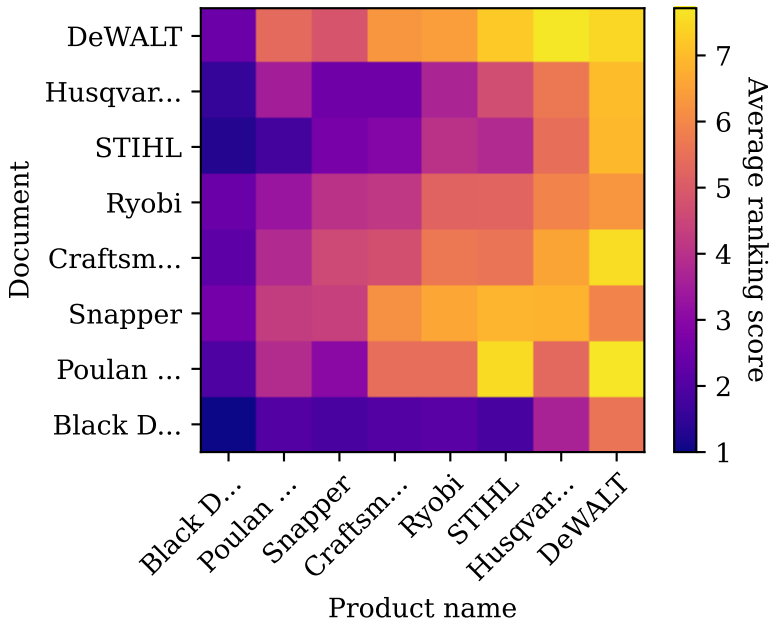 DeWALT
Husqvar...
STIHL
Ryobi
Craftsm...
Snapper
Poulan ...
Black D...
Document
Black D...
Poulan ...
Snapper
Craftsm...
Ryobi
STIHL
Husqvar...
DeWALT
Product name
7
6
5
4
3
2
1
Average ranking score